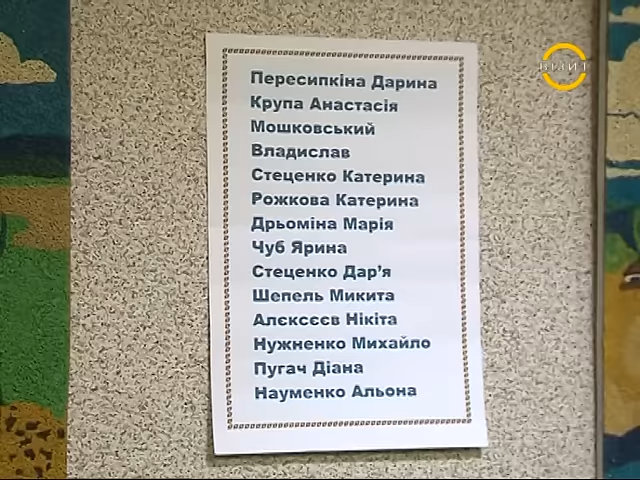 Пересипкіна Дарина
Крупа Анастасія
Мошковський
Владислав
Стеценко Катерина
Рожкова Катерина
Дрьоміна Марія
Чуб Ярина
Стеценко Дар’я
Шепель Микита
Алєксєєв Нікіта
Нужненко Михайло
Пугач Діана
Науменко Альона